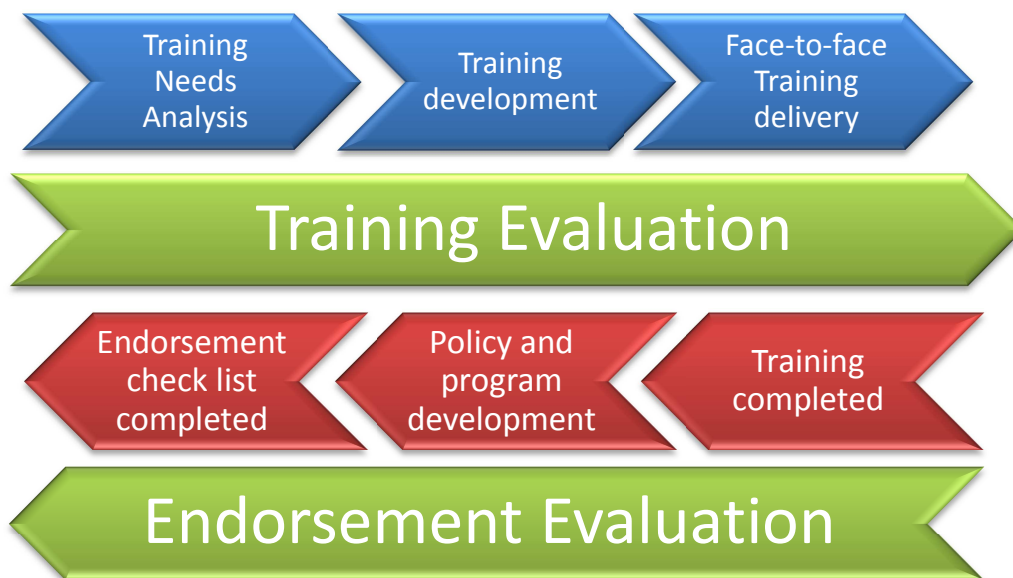 Training
Needs
Analysis
Training
development
Face-to-face
Training
delivery
Training Evaluation
Endorsement
check list
completed
Policy and
program
development
Training
completed
Endorsement Evaluation